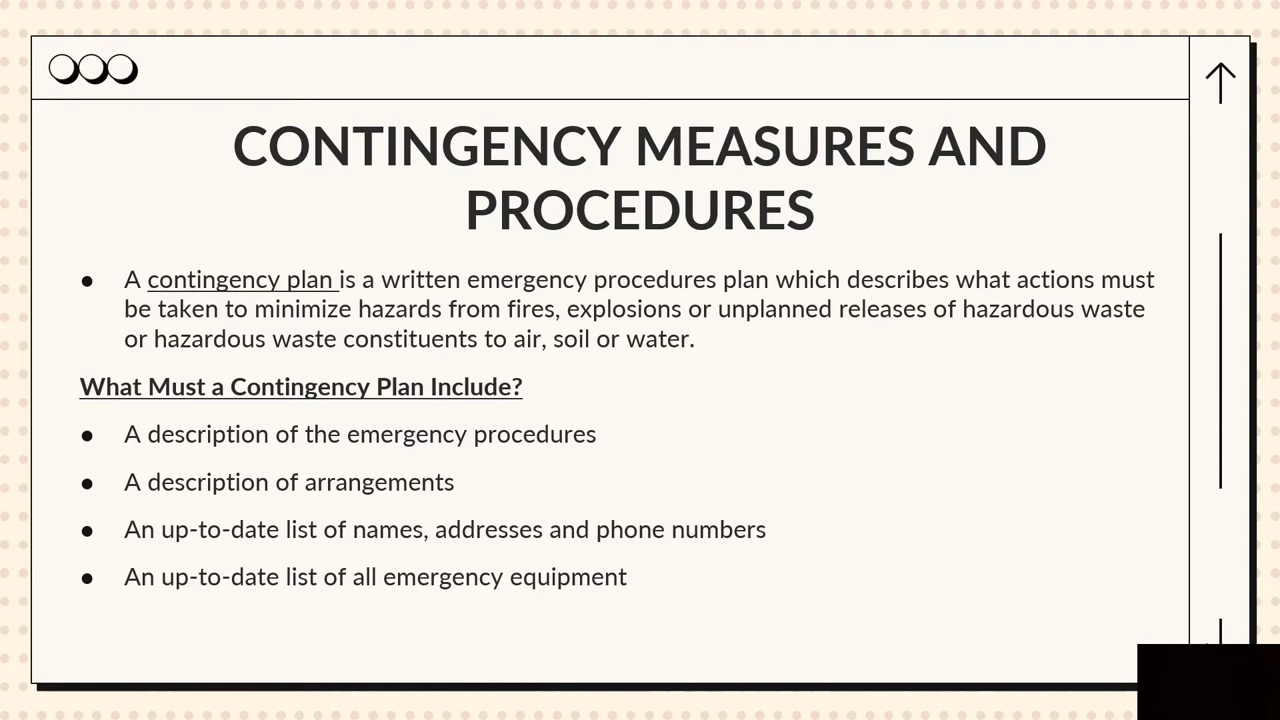 CONTINGENCY MEASURES AND
PROCEDURES
● A contingency plan is a written emergency procedures plan which describes what actions must
be taken to minimize hazards from fires, explosions or unplanned releases of hazardous waste
or hazardous waste constituents to air, soil or water.
What Must a Contingency Plan Include?
● A description of the emergency procedures
● A description of arrangements
● An up-to-date list of names, addresses and phone numbers
● An up-to-date list of all emergency equipment